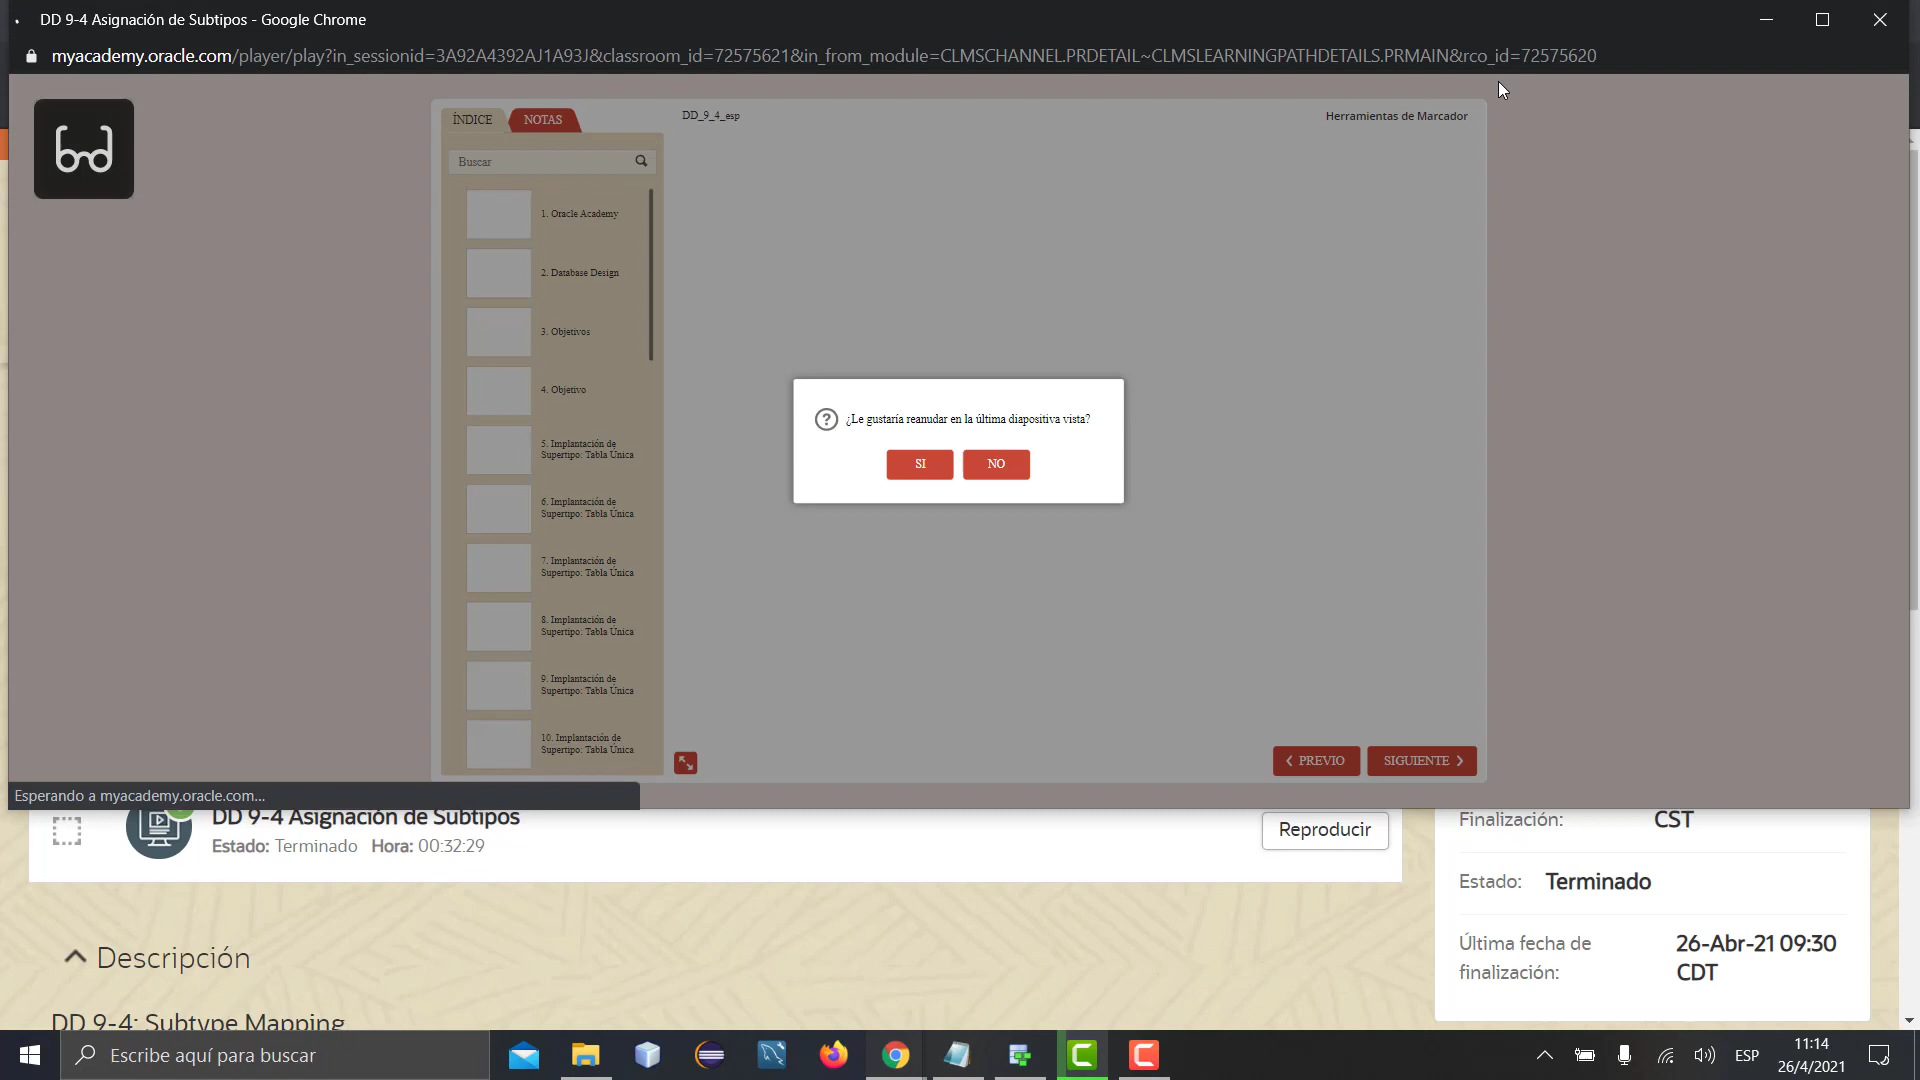 DD 9-4 Asignación de Subtipos - Google Chrome
myacademy.oracle.com/player/play?in_sessionid=3A92A4392AJ1A93J&classroom_id=72575621&in_from_module=CLMSCHANNEL.PRDETAIL~CLMSLEARNINGPATHDETAILS.PRMAIN&rco_id=72575620
ÍNDICE
NOTAS
DD_9_4_esp
Herramientas de Marcador
Buscar
1. Oracle Academy
2. Database Design
3. Objetivos
4. Objetivo
5. Implantación de
Supertipo: Tabla Única
6. Implantación de
Supertipo: Tabla Única
7. Implantación de
Supertipo: Tabla Única
8. Implantación de
Supertipo: Tabla Única
9. Implantación de
Supertipo: Tabla Única
10. Implantación de
Supertipo: Tabla Única
¿Le gustaría reanudar en la última diapositiva vista?
SI
NO
PREVIO
SIGUIENTE
Esperando a myacademy.oracle.com...
DD 9-4 Asignación de Subtipos
Estado: Terminado Hora: 00:32:29
Reproducir
Finalización: CST
Estado: Terminado
Última fecha de finalización: 26-Abr-21 09:30
CDT
Descripción
DD 9-4: Subtype Mapping
Escribe aquí para buscar
ESP
11:14
26/4/2021